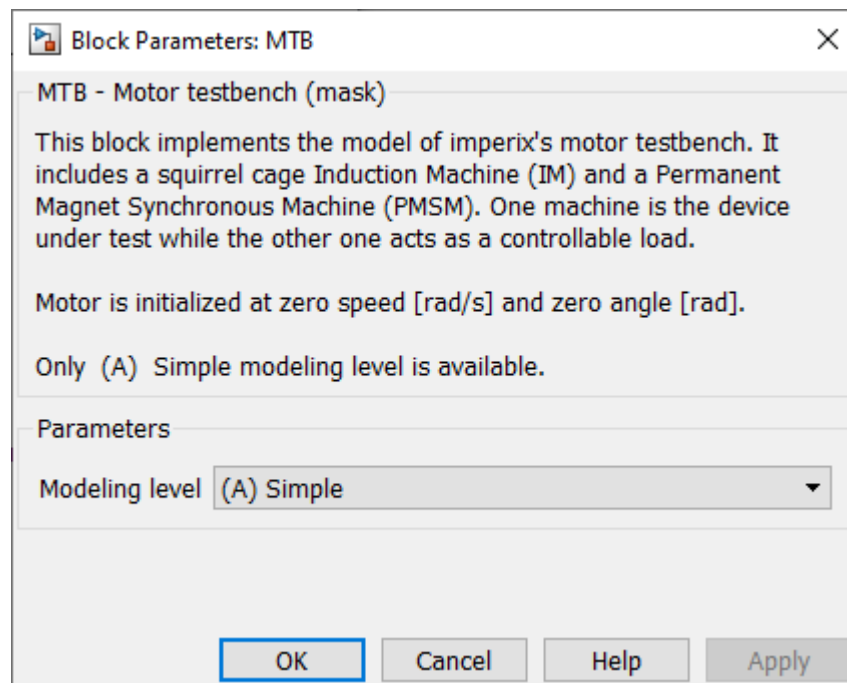 Block Parameters: MTB
MTB - Motor testbench (mask)
This block implements the model of imperix's motor testbench. It
includes a squirrel cage Induction Machine (IM) and a Permanent
Magnet Synchronous Machine (PMSM). One machine is the device
under test while the other one acts as a controllable load.
Motor is initialized at zero speed [rad/s] and zero angle [rad].
Only  (A)  Simple modeling level is available.
Parameters
Modeling level (A) Simple
OK Cancel Help Apply